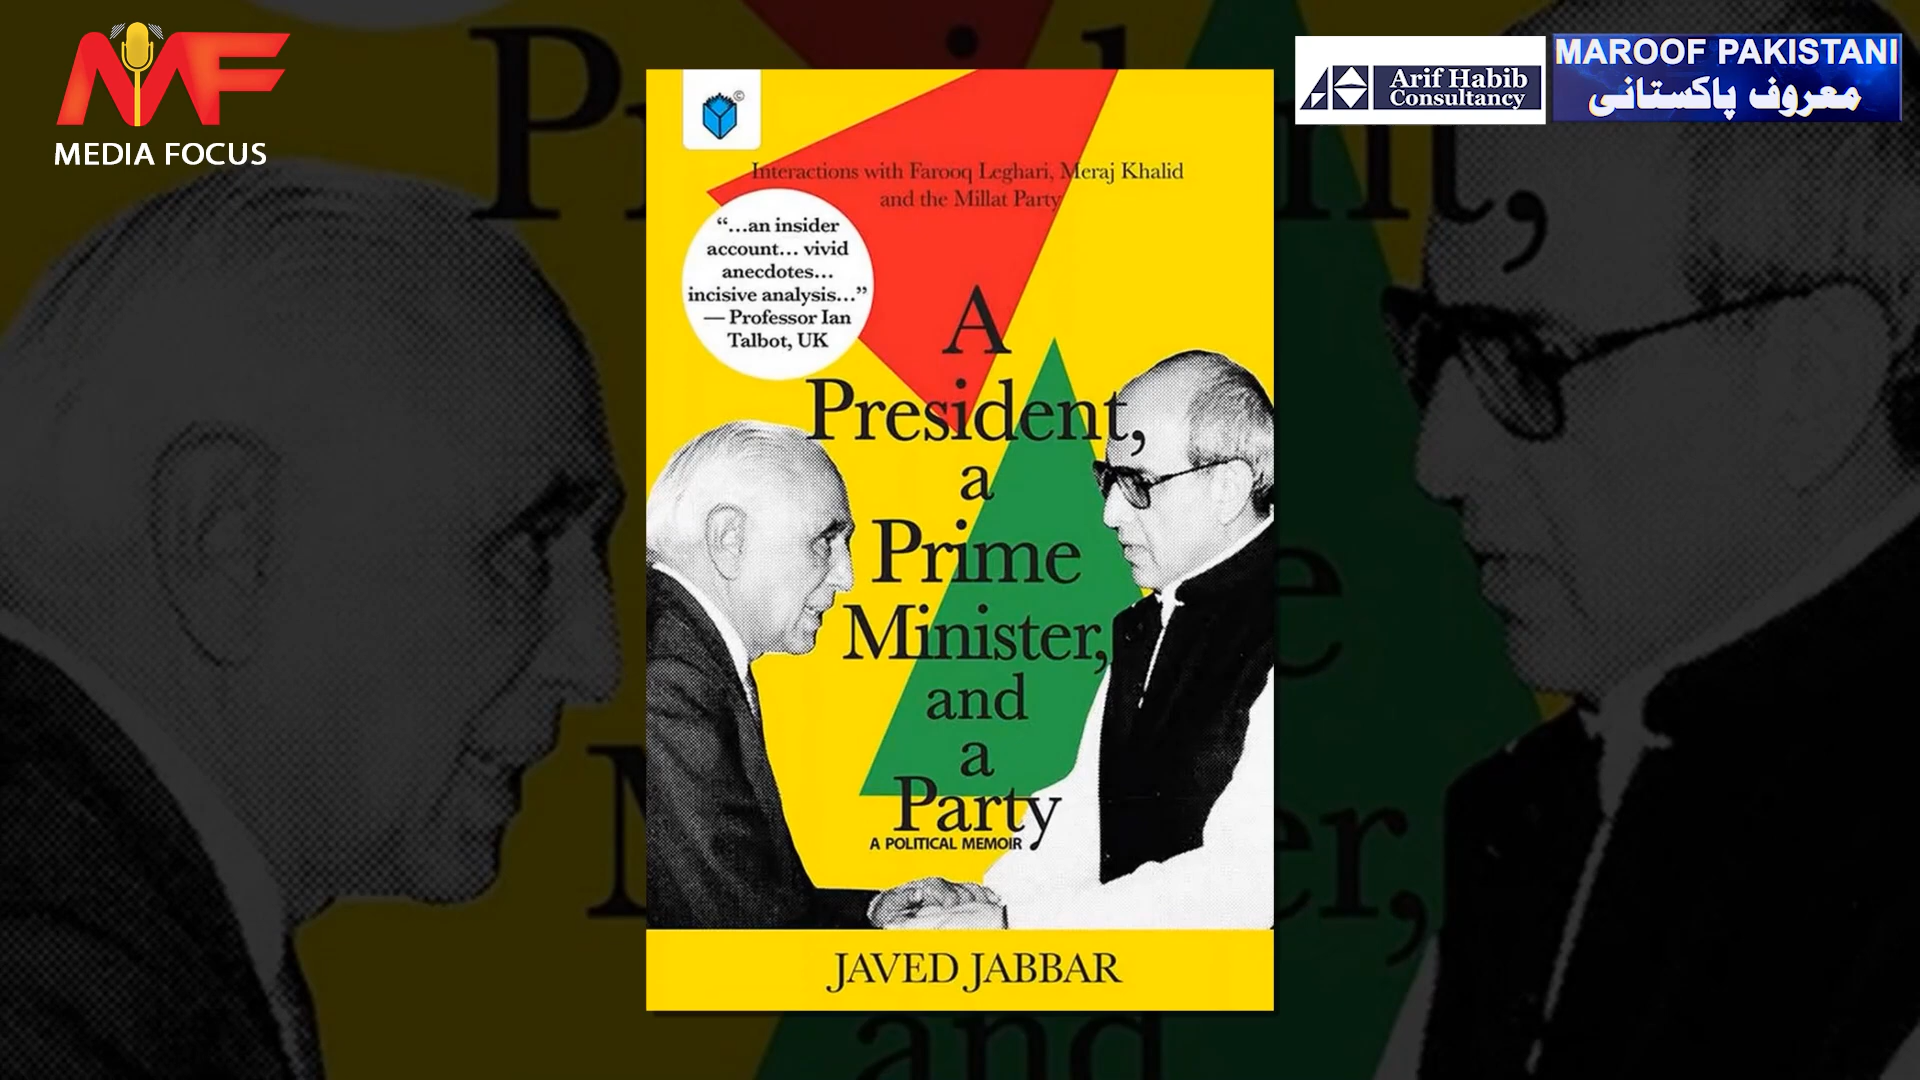 MF
MEDIA FOCUS
Arif Habib
Consultancy
MAROOF PAKISTANI
معروف پاکستانی
©
Interactions with Farooq Leghari, Meraj Khalid
and the Millat Party
“...an insider
account... vivid
anecdotes...
incisive analysis...”
— Professor Ian
Talbot, UK
A
President,
a
Prime
Minister,
and
a
Party
A POLITICAL MEMOIR
JAVED JABBAR